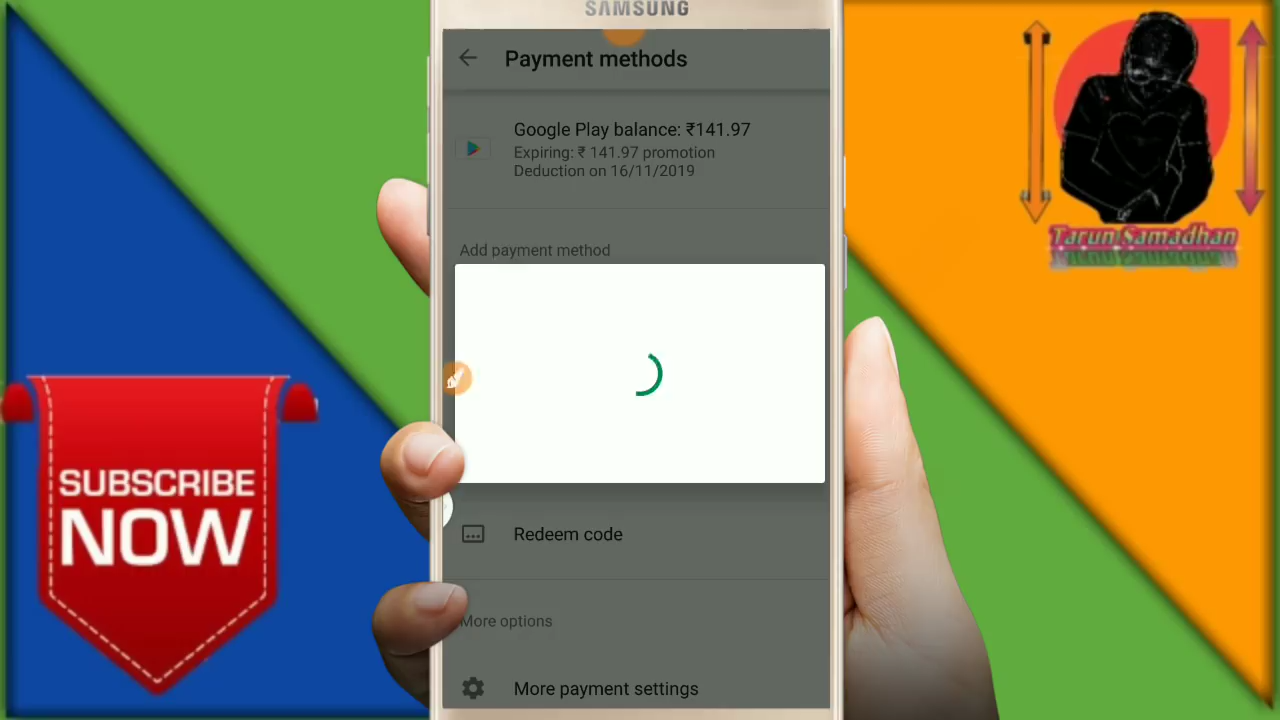 SAMSUNG
Payment methods
Google Play balance: ₹141.97
Expiring: ₹ 141.97 promotion
Deduction on 16/11/2019
Add payment method
Redeem code
More options
More payment settings
SUBSCRIBE
NOW
Tarun Samadhan